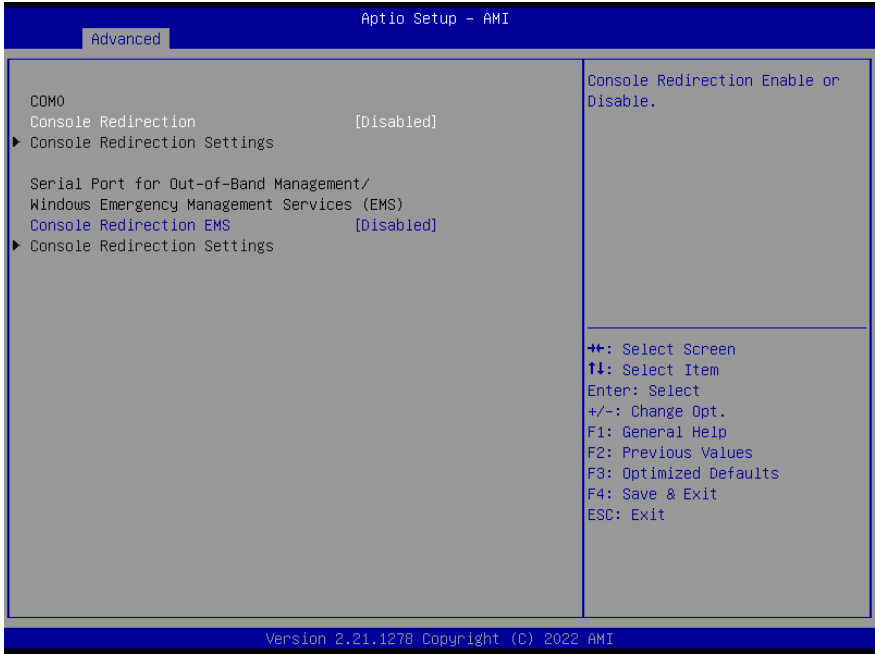 Aptio Setup – AMI
Advanced
COM0
Console Redirection [Disabled]
Console Redirection Settings
Serial Port for Out-of-Band Management/
Windows Emergency Management Services (EMS)
Console Redirection EMS [Disabled]
Console Redirection Settings
Console Redirection Enable or
Disable.
→←: Select Screen
↑↓: Select Item
Enter: Select
+/-: Change Opt.
F1: General Help
F2: Previous Values
F3: Optimized Defaults
F4: Save & Exit
ESC: Exit
Version 2.21.1278 Copyright (C) 2022 AMI